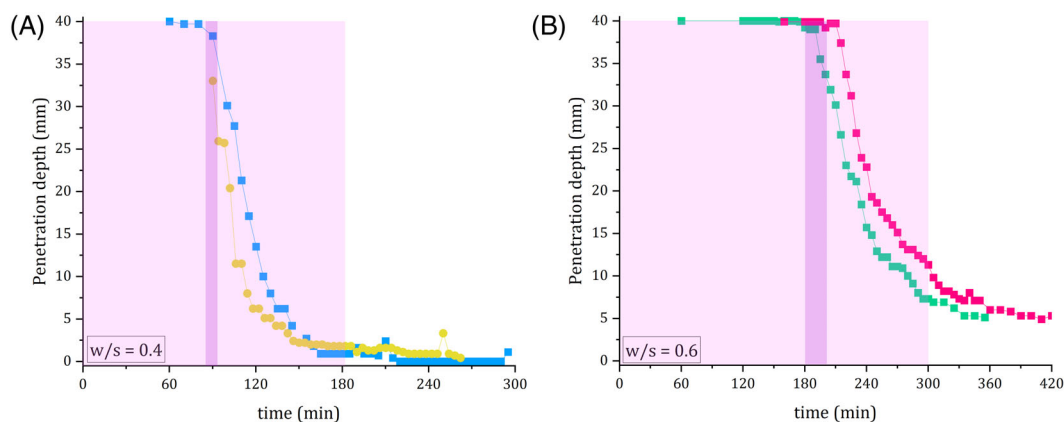 (A)
40
35
30
25
20
15
10
5
0
Penetration depth (mm)
w/s = 0.4
0 60 120 180 240 300
time (min)
(B)
40
35
30
25
20
15
10
5
0
Penetration depth (mm)
w/s = 0.6
0 60 120 180 240 300 360 420
time (min)